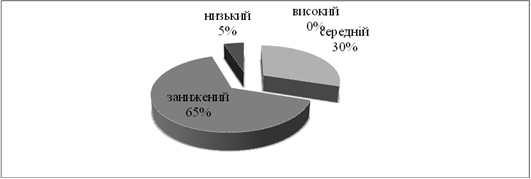 низький
5%
високий
0%
середній
30%
занижений
65%